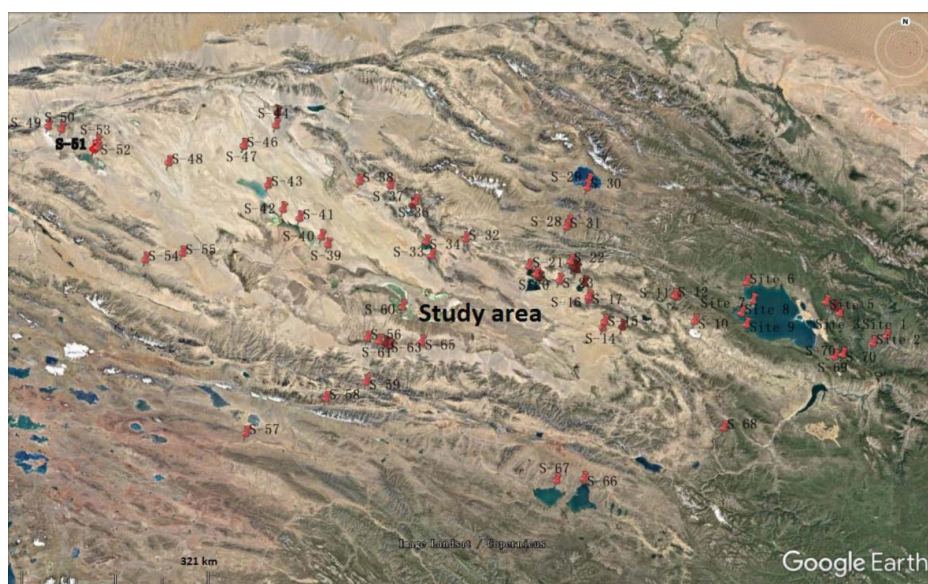 N
S-44
S-49
S-50
S-53
S-51
S-52
S-46
S-47
S-48
S-38
S-29
S-30
S-43
S-37
S-36
S-42
S-41
S-28
S-31
S-40
S-39
S-34
S-32
S-33
S-54
S-55
S-21
S-22
Site 6
S-11
S-12
S-16
S-17
Site 7
Site 8
Site 5
S-60
Study area
S-10
Site 9
Site 3
Site 1
Site 2
S-15
S-14
S-56
S-61
S-63
S-65
S-70
S-69
S-59
S-58
S-57
S-68
S-67
S-66
Image Landsat / Copernicus
321 km
Google Earth